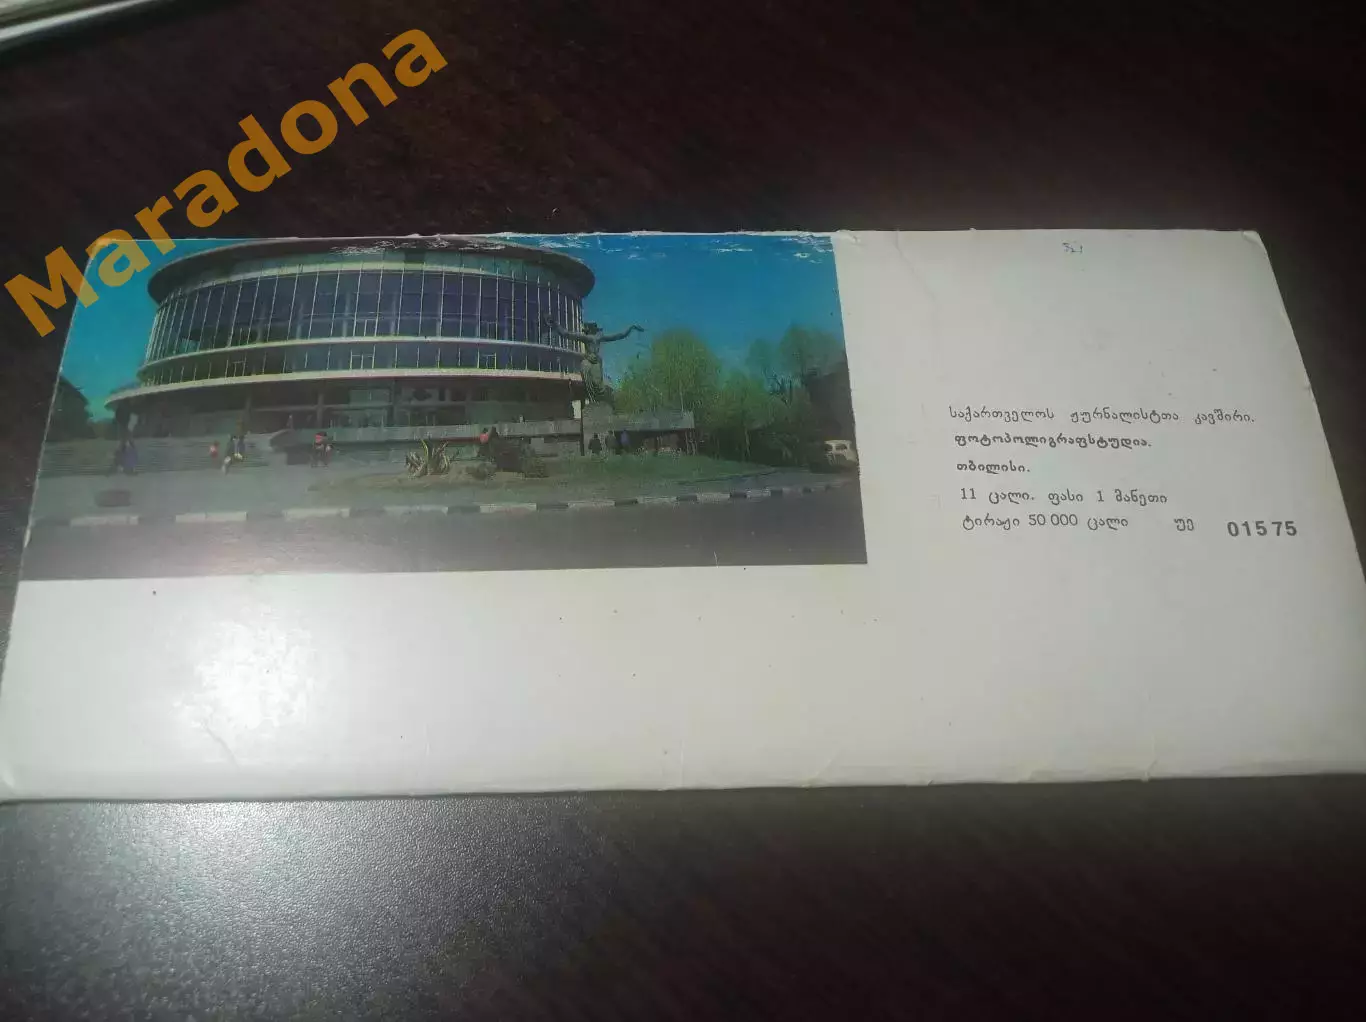 Maradona
საქართველოს ჟურნალისტთა კავშირი.
ფოტოპოლიგრაფსტუდია.
თბილისი.
11 ცალი. ფასი 1 მანეთი
ტირაჟი 50 000 ცალი უე 01575